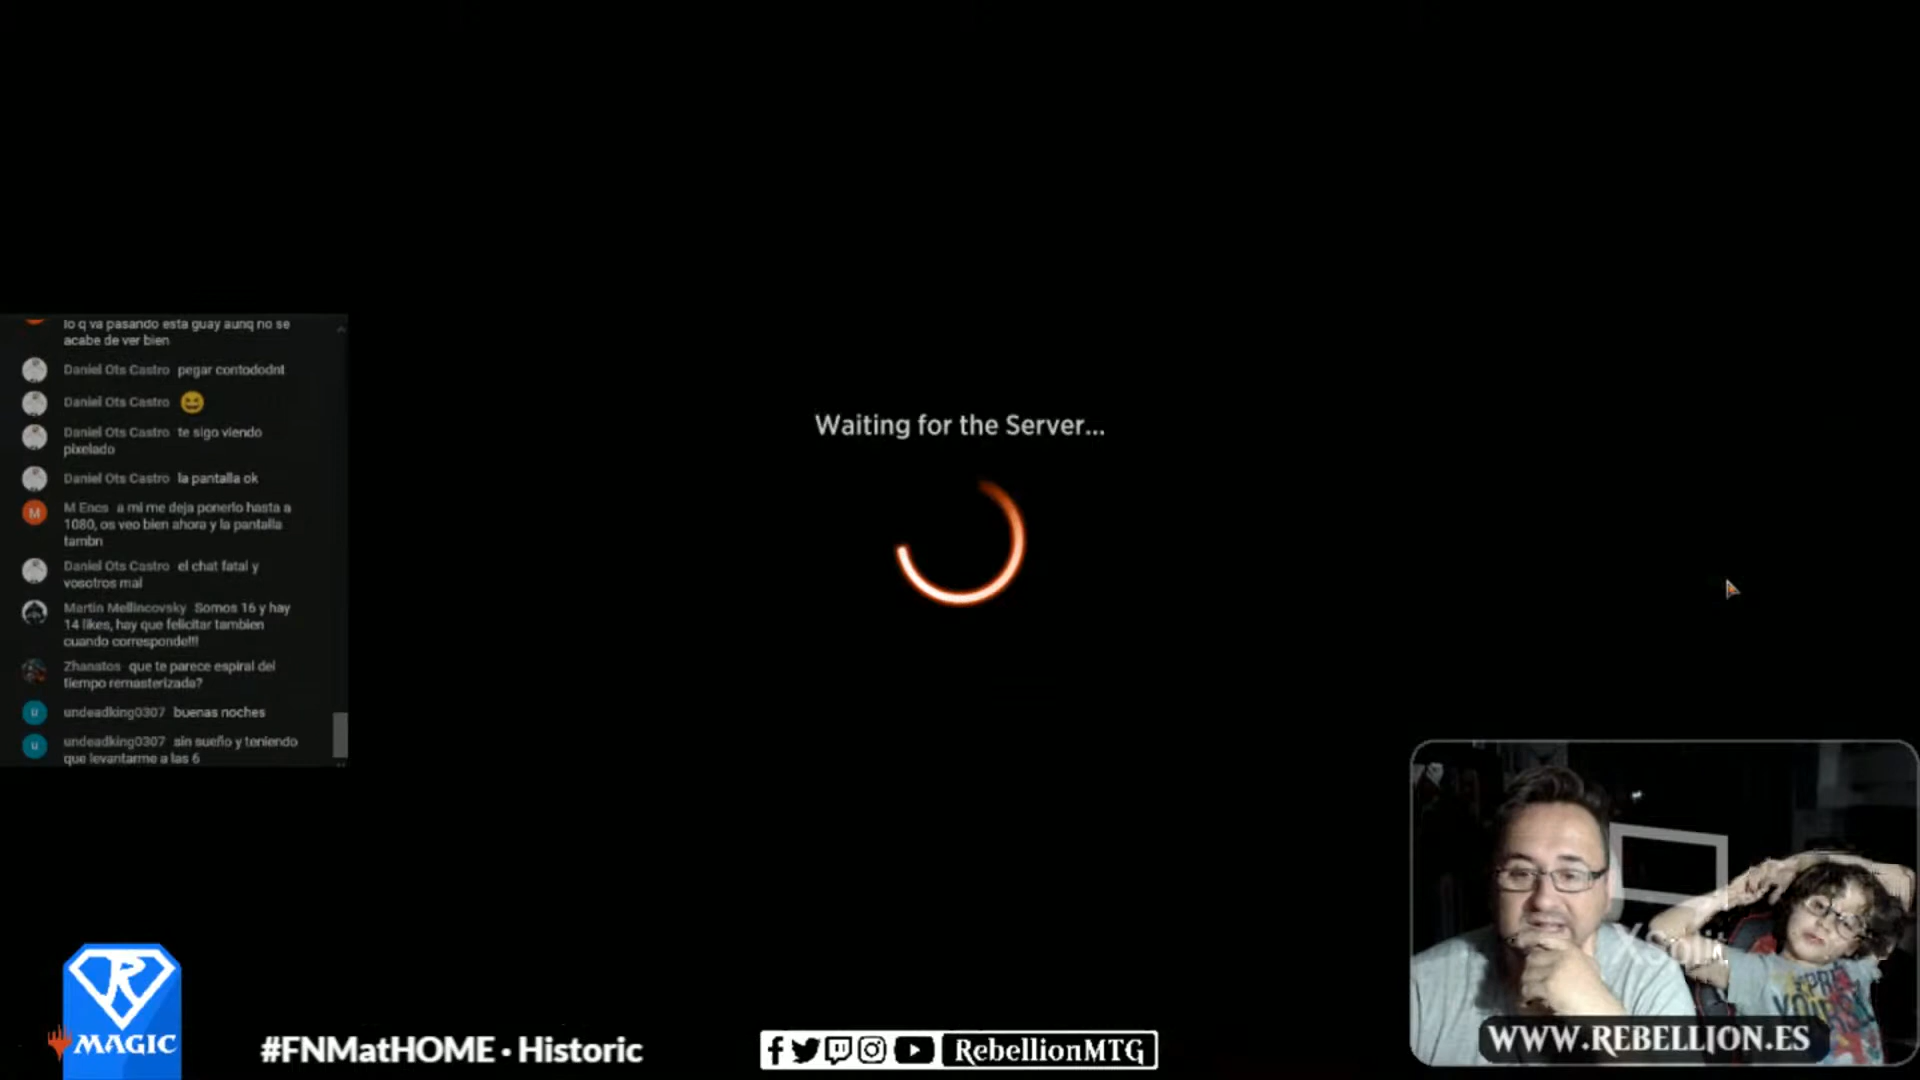 lo q va pasando esta guay aunq no se
acabe de ver bien
Daniel Ots Castro pegar contododnt
Daniel Ots Castro
Daniel Ots Castro te sigo viendo
pixelado
Daniel Ots Castro la pantalla ok
M
M Encs a mi me deja ponerlo hasta a
1080, os veo bien ahora y la pantalla
tambn
Daniel Ots Castro el chat fatal y
vosotros mal
Martin Mellincovsky Somos 16 y hay
14 likes, hay que felicitar tambien
cuando corresponde!!!
Zhanatos que te parece espiral del
tiempo remasterizada?
u
undeadking0307 buenas noches
u
undeadking0307 sin sueño y teniendo
que levantarme a las 6
Waiting for the Server...
XSplit
WWW.REBELLION.ES
R
MAGIC
#FNMatHOME • Historic
RebellionMTG